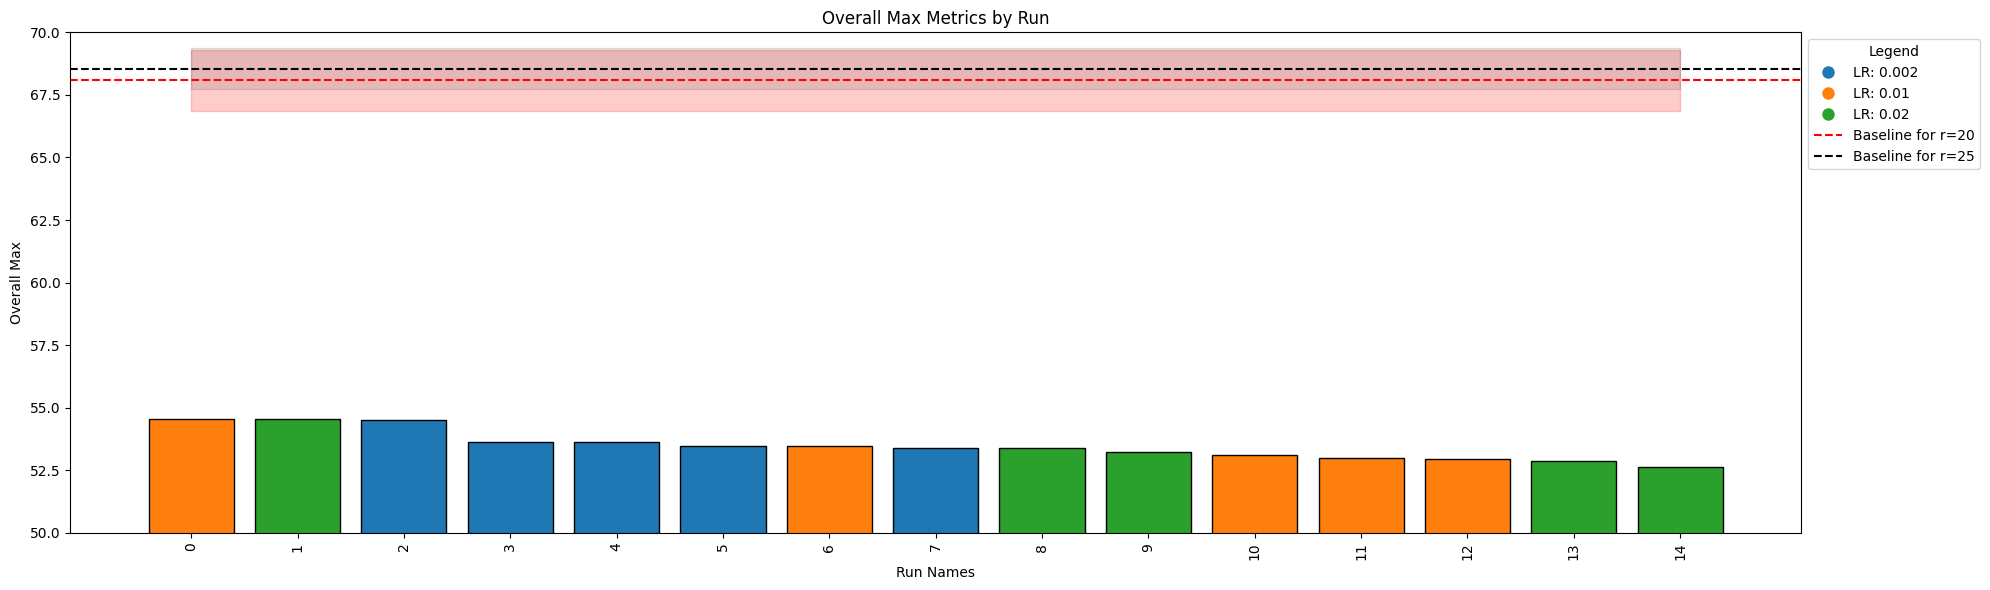 Overall Max Metrics by Run
Overall Max
70.0
67.5
65.0
62.5
60.0
57.5
55.0
52.5
50.0
0
1
2
3
4
5
6
7
8
9
10
11
12
13
14
Run Names
Legend
LR: 0.002
LR: 0.01
LR: 0.02
Baseline for r=20
Baseline for r=25